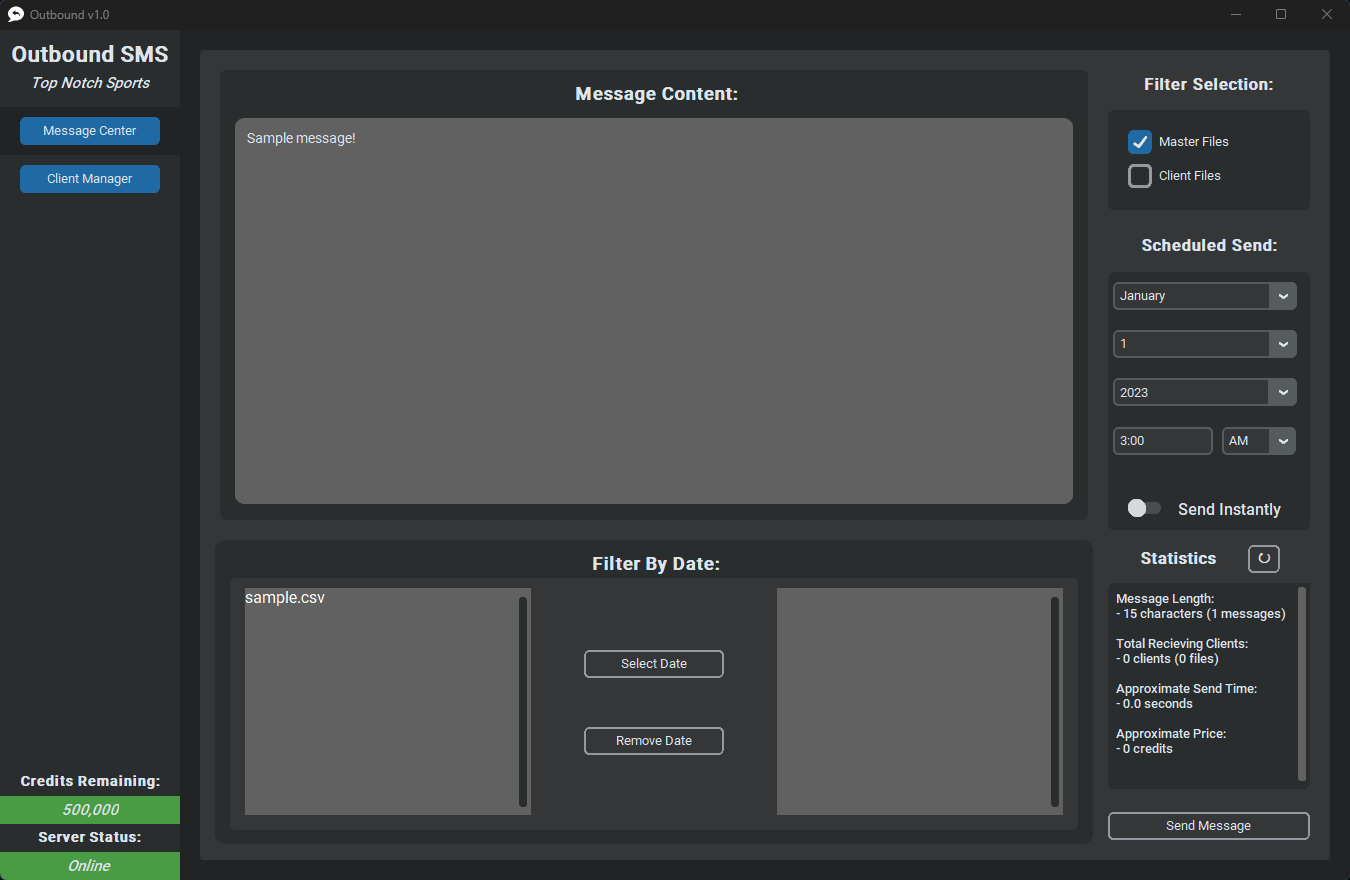 Outbound v1.0
Outbound SMS
Top Notch Sports
Message Center
Client Manager
Credits Remaining:
500,000
Server Status:
Online
Message Content:
Sample message!
Filter By Date:
sample.csv
Select Date
Remove Date
Filter Selection:
Master Files
Client Files
Scheduled Send:
January
1
2023
3:00 AM
Send Instantly
Statistics
Message Length:
- 15 characters (1 messages)
Total Recieving Clients:
- 0 clients (0 files)
Approximate Send Time:
- 0.0 seconds
Approximate Price:
- 0 credits
Send Message